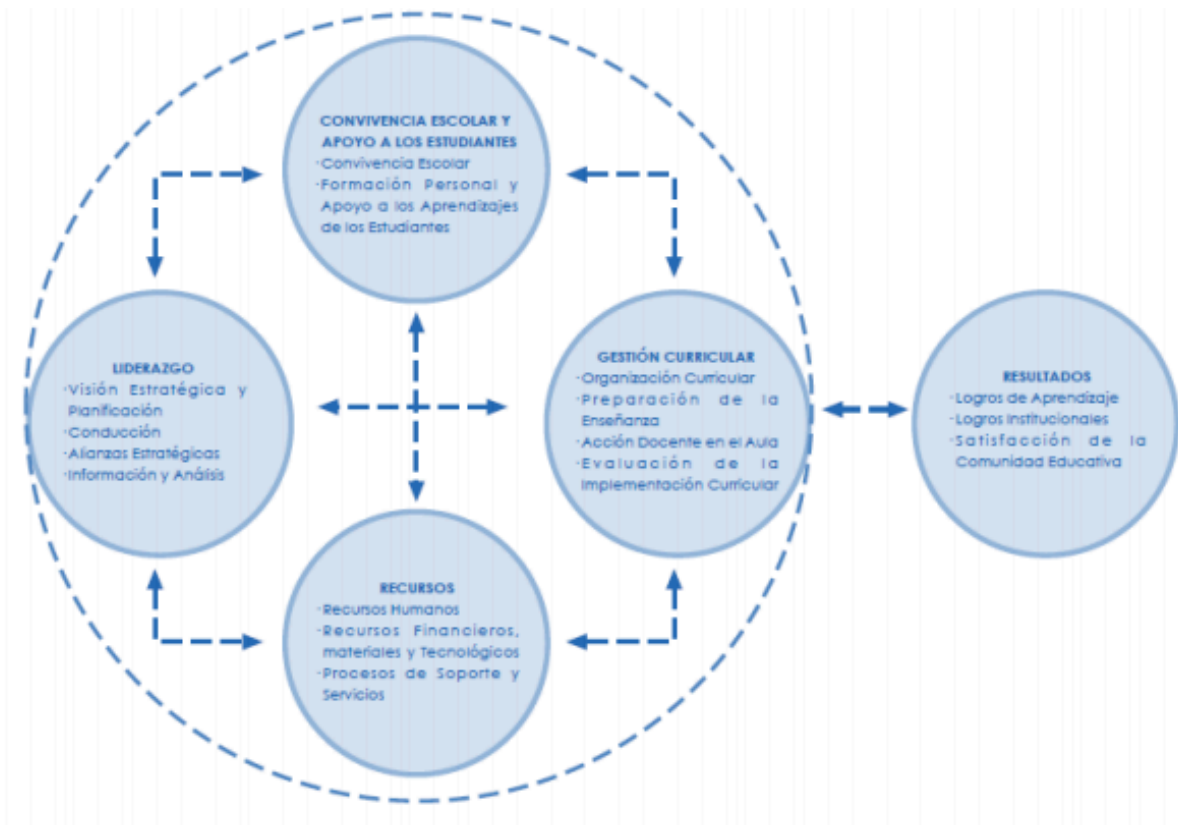 CONVIVENCIA ESCOLAR Y
APOYO A LOS ESTUDIANTES
·Convivencia Escolar
·Formación Personal y
Apoyo a los Aprendizajes
de los Estudiantes
LIDERAZGO
·Visión Estratégica y
Planificación
·Conducción
·Alianzas Estratégicas
·Información y Análisis
GESTIÓN CURRICULAR
·Organización Curricular
·Preparación de la
Enseñanza
·Acción Docente en el Aula
·Evaluación de la
Implementación Curricular
RESULTADOS
·Logros de Aprendizaje
·Logros Institucionales
·Satisfacción de la
Comunidad Educativa
RECURSOS
·Recursos Humanos
·Recursos Financieros,
materiales y Tecnológicos
·Procesos de Soporte y
Servicios